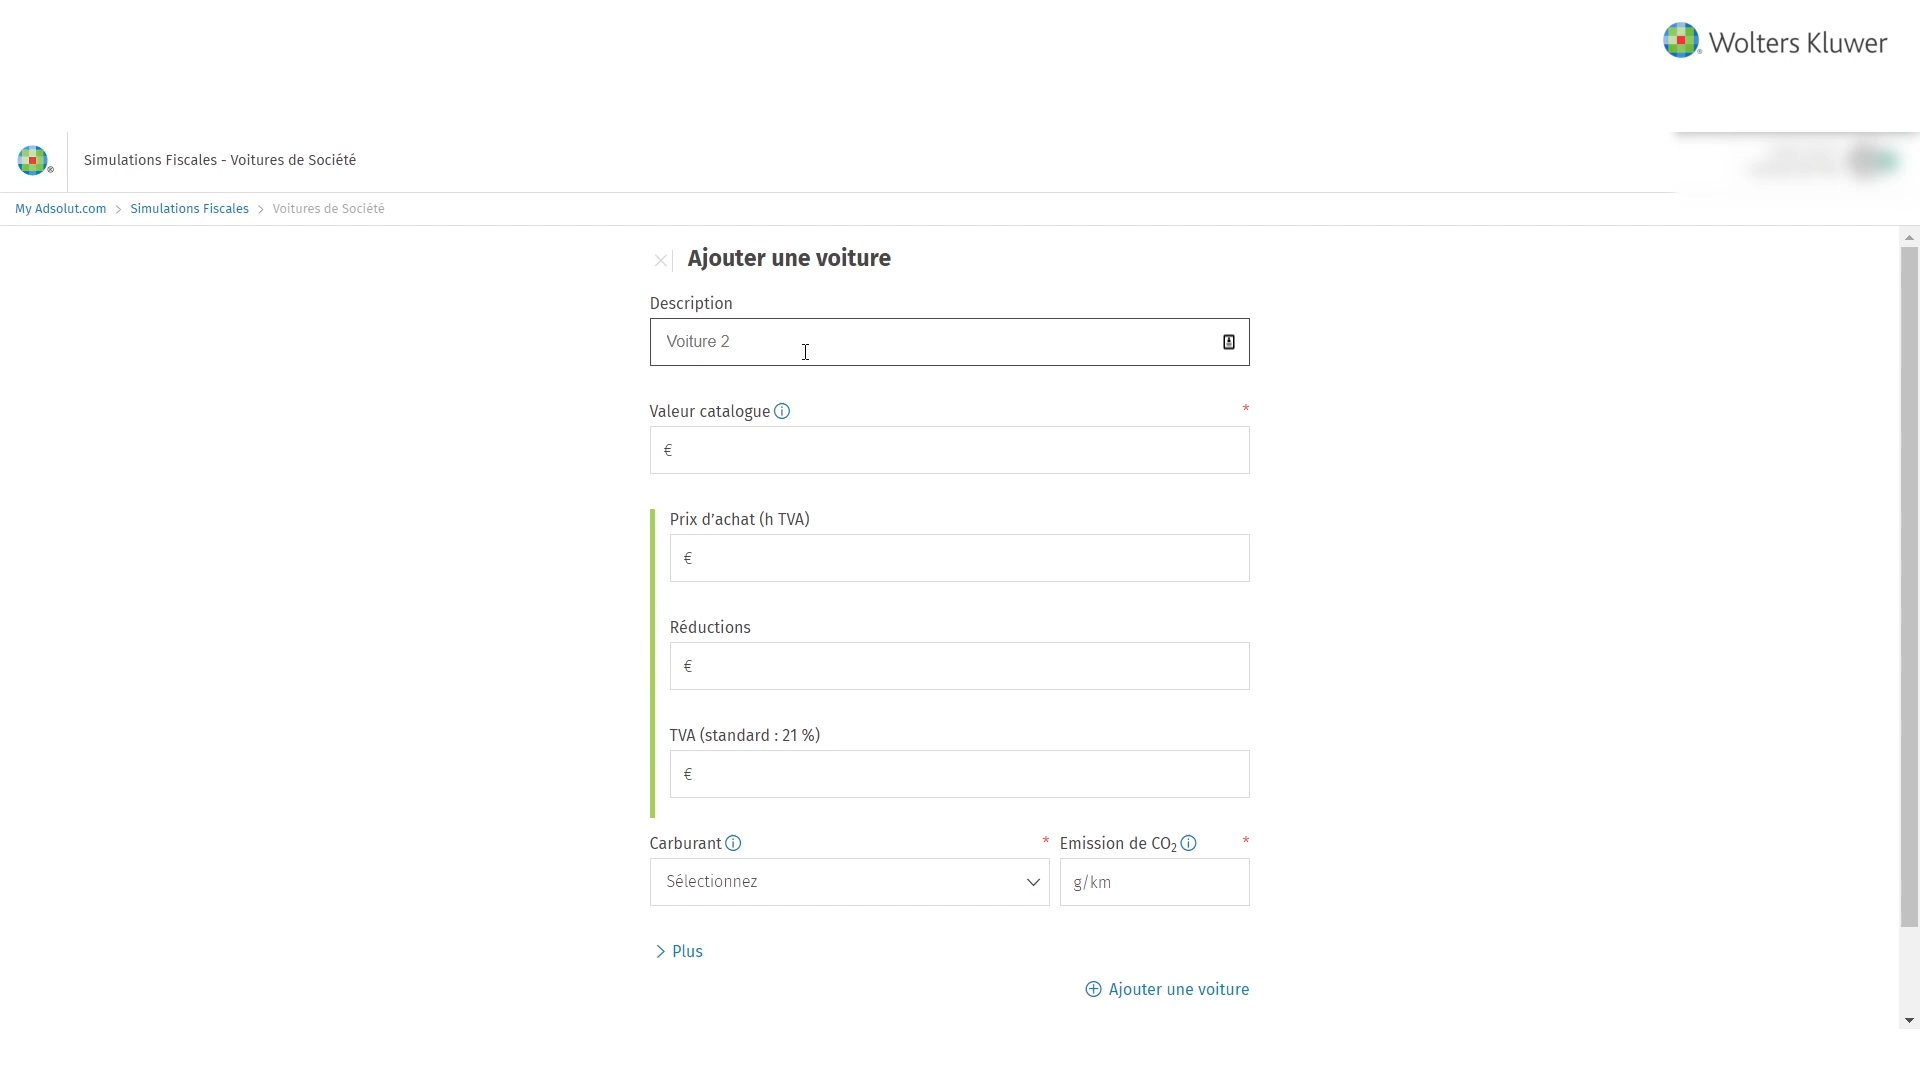 Wolters Kluwer
Simulations Fiscales - Voitures de Société
My Adsolut.com > Simulations Fiscales > Voitures de Société
Ajouter une voiture
Description
Voiture 2
Valeur catalogue *
€
Prix d'achat (h TVA)
€
Réductions
€
TVA (standard : 21 %)
€
Carburant * Emission de CO₂ *
Sélectionnez g/km
Plus
Ajouter une voiture